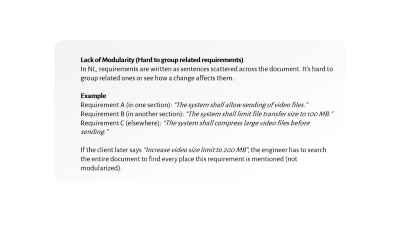 Lack of Modularity (Hard to group related requirements)
In NL, requirements are written as sentences scattered across the document. It's hard to
group related ones or see how a change affects them.
Example
Requirement A (in one section): "The system shall allow sending of video files."
Requirement B (in another section): "The system shall limit file transfer size to 100 MB."
Requirement C (elsewhere): "The system shall compress large video files before
sending."
If the client later says "Increase video size limit to 200 MB", the engineer has to search
the entire document to find every place this requirement is mentioned (not
modularized).